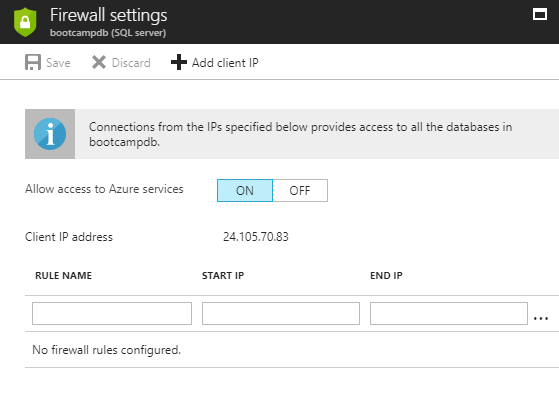 Firewall settings
bootcampdb (SQL server)
Save Discard Add client IP
Connections from the IPs specified below provides access to all the databases in
bootcampdb.
Allow access to Azure services ON OFF
Client IP address 24.105.70.83
RULE NAME START IP END IP
...
No firewall rules configured.